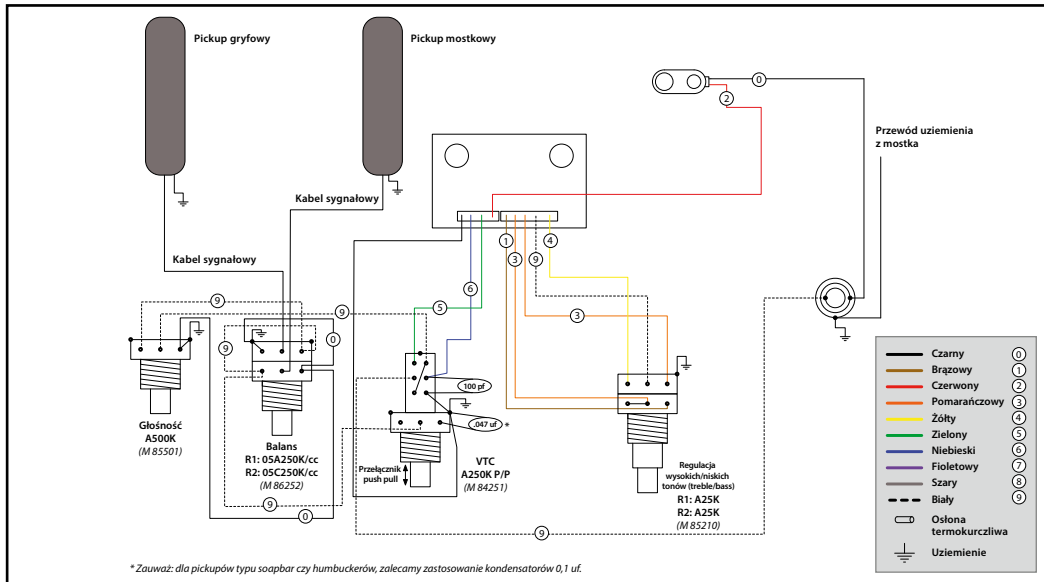 Pickup gryfowy
Pickup mostkowy
0
2
Przewód uziemienia
z mostka
Kabel sygnałowy
Kabel sygnałowy
1
3
9
4
6
9
5
3
9
9
0
100 pf
.047 uf *
Głośność
A500K
(M 85501)
Balans
R1: 05A250K/cc
R2: 05C250K/cc
(M 86252)
Przełącznik
push pull
VTC
A250K P/P
(M 84251)
Regulacja
wysokich/niskich
tonów (treble/bass)
R1: A25K
R2: A25K
(M 85210)
9
0
9
Czarny 0
Brązowy 1
Czerwony 2
Pomarańczowy 3
Żółty 4
Zielony 5
Niebieski 6
Fioletowy 7
Szary 8
Biały 9
Osłona
termokurczliwa
Uziemienie
* Zauważ: dla pickupów typu soapbar czy humbuckerów, zalecamy zastosowanie kondensatorów 0,1 uf.